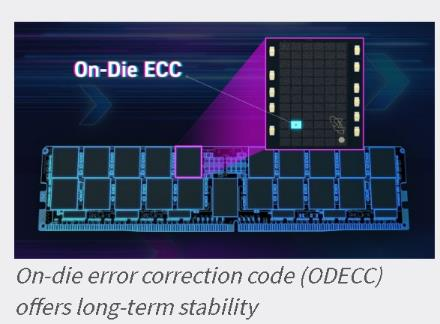 On-Die ECC
On-die error correction code (ODECC)
offers long-term stability